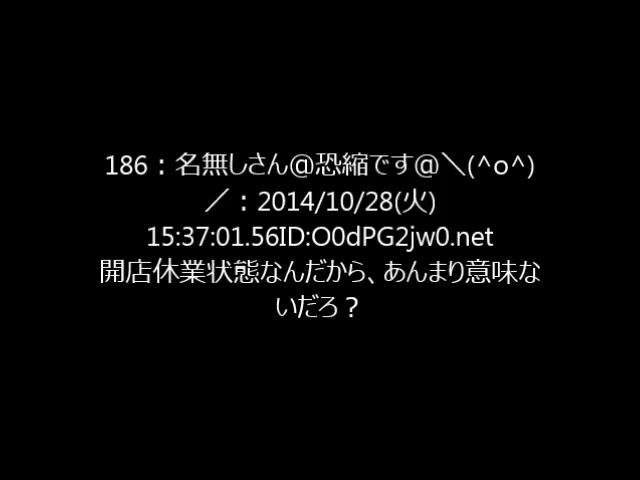 186：名無しさん@恐縮です@＼(^o^)
／：2014/10/28(火)
15:37:01.56ID:O0dPG2jw0.net
開店休業状態なんだから、あんまり意味な
いだろ？